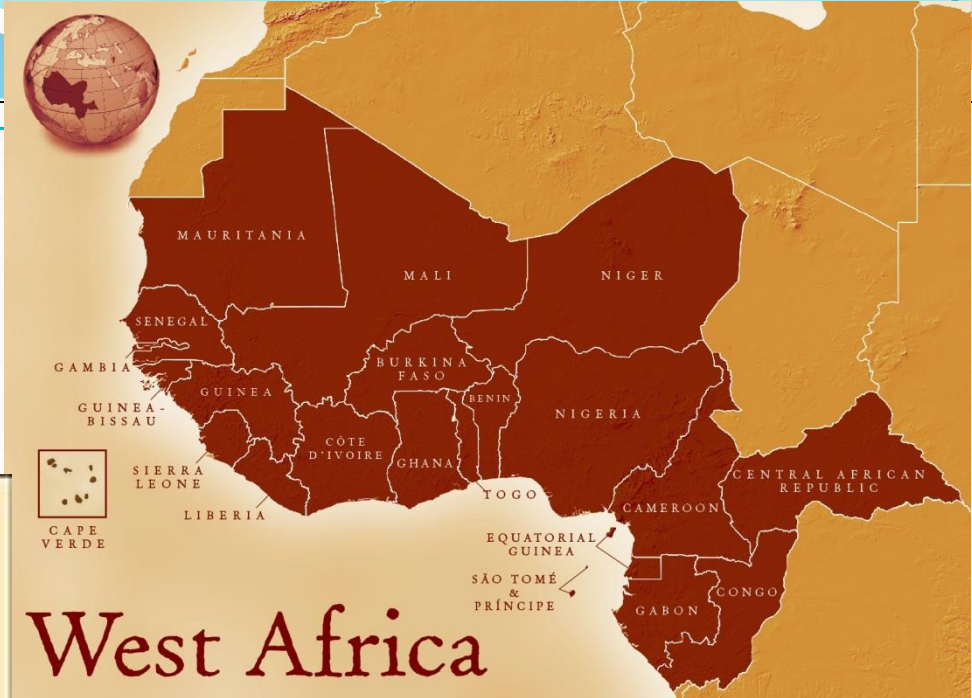 MAURITANIA
MALI
NIGER
SENEGAL
GAMBIA
BURKINA
FASO
GUINEA
BENIN
GUINEA-
BISSAU
NIGERIA
CÔTE
D'IVOIRE
GHANA
SIERRA
LEONE
CENTRAL AFRICAN
REPUBLIC
TOGO
LIBERIA
CAMEROON
CAPE
VERDE
EQUATORIAL
GUINEA
SÃO TOMÉ
&
PRÍNCIPE
CONGO
GABON
West Africa